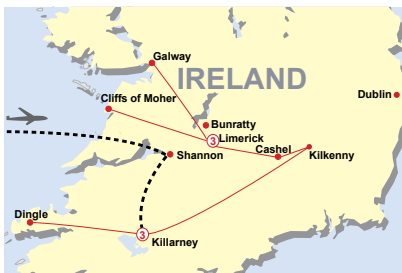 Galway
IRELAND
Cliffs of Moher
Dublin
Bunratty
3
Limerick
Cashel
Kilkenny
Shannon
Dingle
3
Killarney